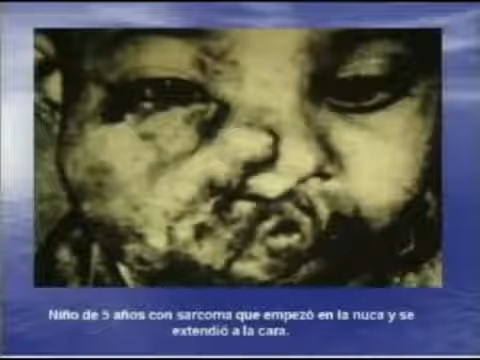 Niño de 5 años con sarcoma que empezó en la nuca y se
extendió a la cara.